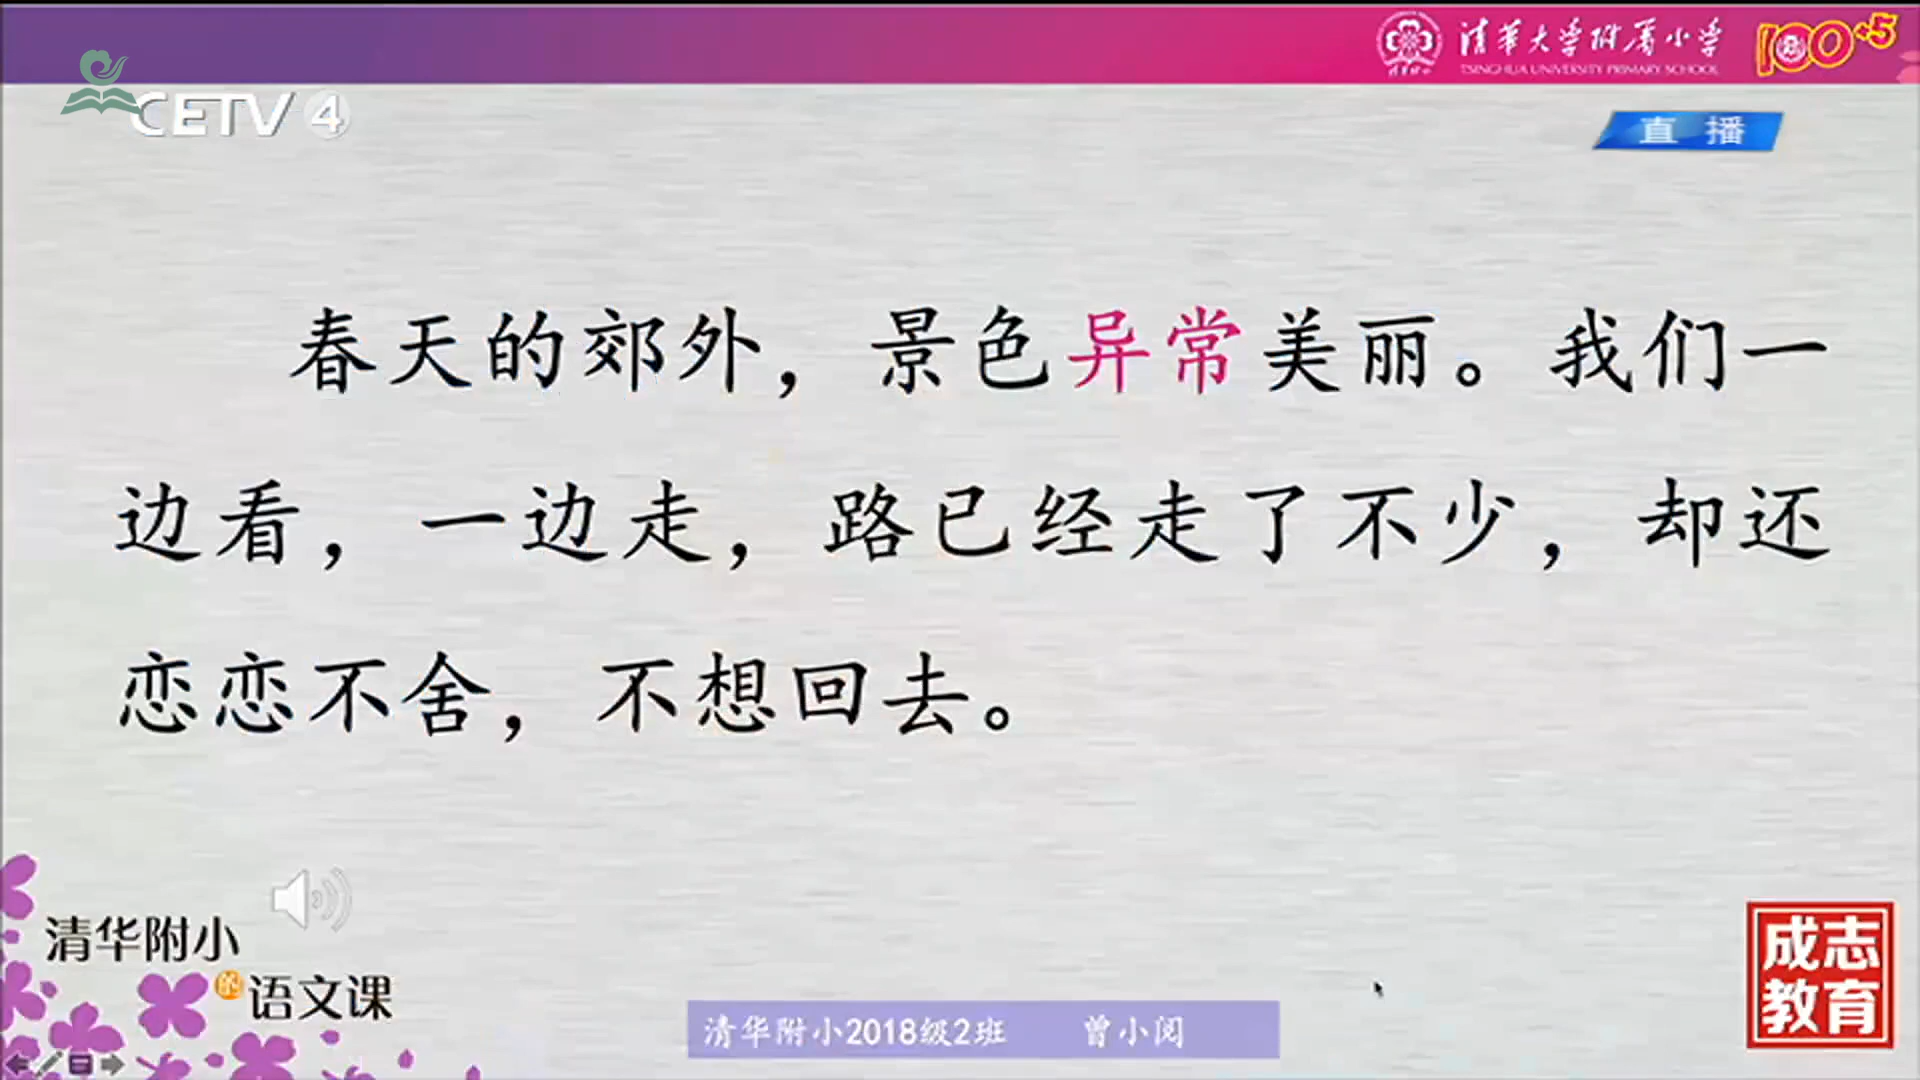 清华大学附属小学
TSINGHUA UNIVERSITY PRIMARY SCHOOL
100+5
CETV 4
直播
春天的郊外，景色异常美丽。我们一
边看，一边走，路已经走了不少，却还
恋恋不舍，不想回去。
清华附小
的语文课
成志
教育
清华附小2018级2班 曾小阅